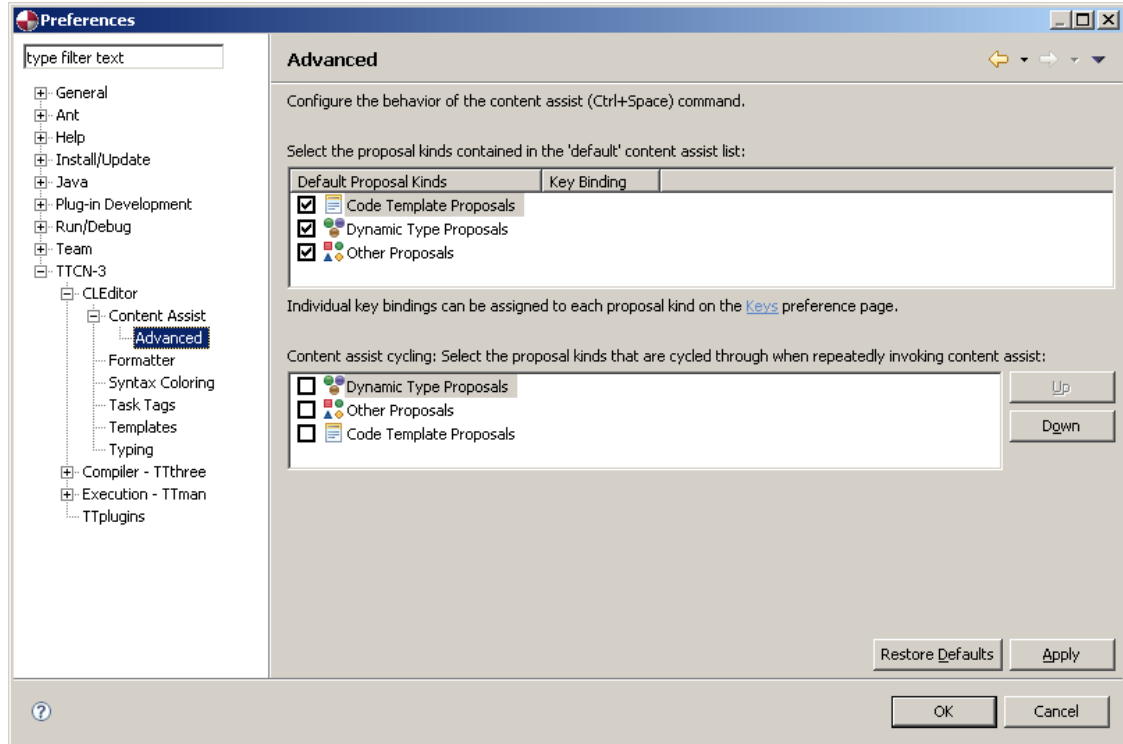 Preferences
type filter text
General
Ant
Help
Install/Update
Java
Plug-in Development
Run/Debug
Team
TTCN-3
CLEditor
Content Assist
Advanced
Formatter
Syntax Coloring
Task Tags
Templates
Typing
Compiler - TTthree
Execution - TTman
TTplugins
Advanced
Configure the behavior of the content assist (Ctrl+Space) command.
Select the proposal kinds contained in the 'default' content assist list:
Default Proposal Kinds Key Binding
Code Template Proposals
Dynamic Type Proposals
Other Proposals
Individual key bindings can be assigned to each proposal kind on the Keys preference page.
Content assist cycling: Select the proposal kinds that are cycled through when repeatedly invoking content assist:
Dynamic Type Proposals
Other Proposals
Code Template Proposals
Up
Down
Restore Defaults Apply
? OK Cancel